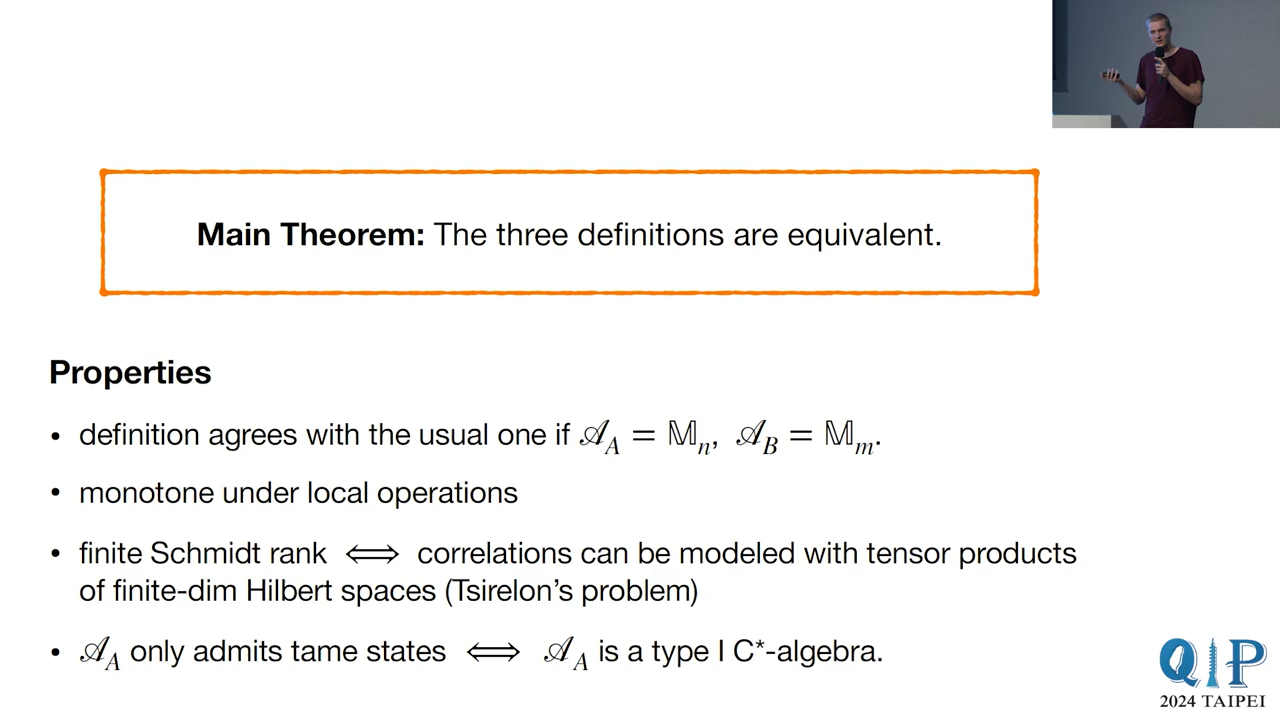 Main Theorem: The three definitions are equivalent.
Properties
• definition agrees with the usual one if 𝒜_A = 𝕄_n, 𝒜_B = 𝕄_m.
• monotone under local operations
• finite Schmidt rank ⟺ correlations can be modeled with tensor products
of finite-dim Hilbert spaces (Tsirelon's problem)
• 𝒜_A only admits tame states ⟺ 𝒜_A is a type I C*-algebra.
QIP
2024 TAIPEI